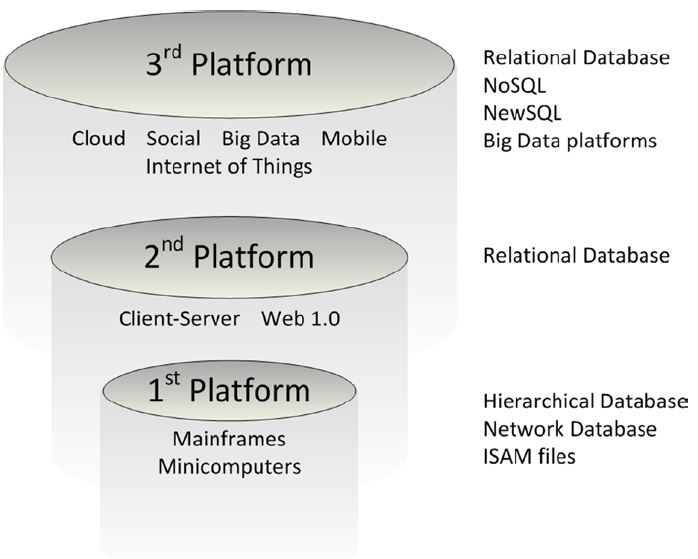 3rd Platform
Cloud Social Big Data Mobile
Internet of Things
Relational Database
NoSQL
NewSQL
Big Data platforms
2nd Platform
Client-Server Web 1.0
Relational Database
1st Platform
Mainframes
Minicomputers
Hierarchical Database
Network Database
ISAM files